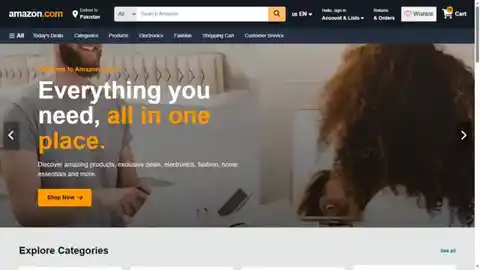 amazon.com
Deliver to
Pakistan
All
Search Amazon
US EN
Hello, sign in
Account & Lists
Returns
& Orders
Wishlist
Cart
All
Today's Deals
Categories
Products
Electronics
Fashion
Shopping Cart
Customer Service
to Amazon
Everything you
need, all in one
place.
Discover amazing products, exclusive deals, electronics, fashion, home
essentials and more.
Shop Now →
Explore Categories
See all